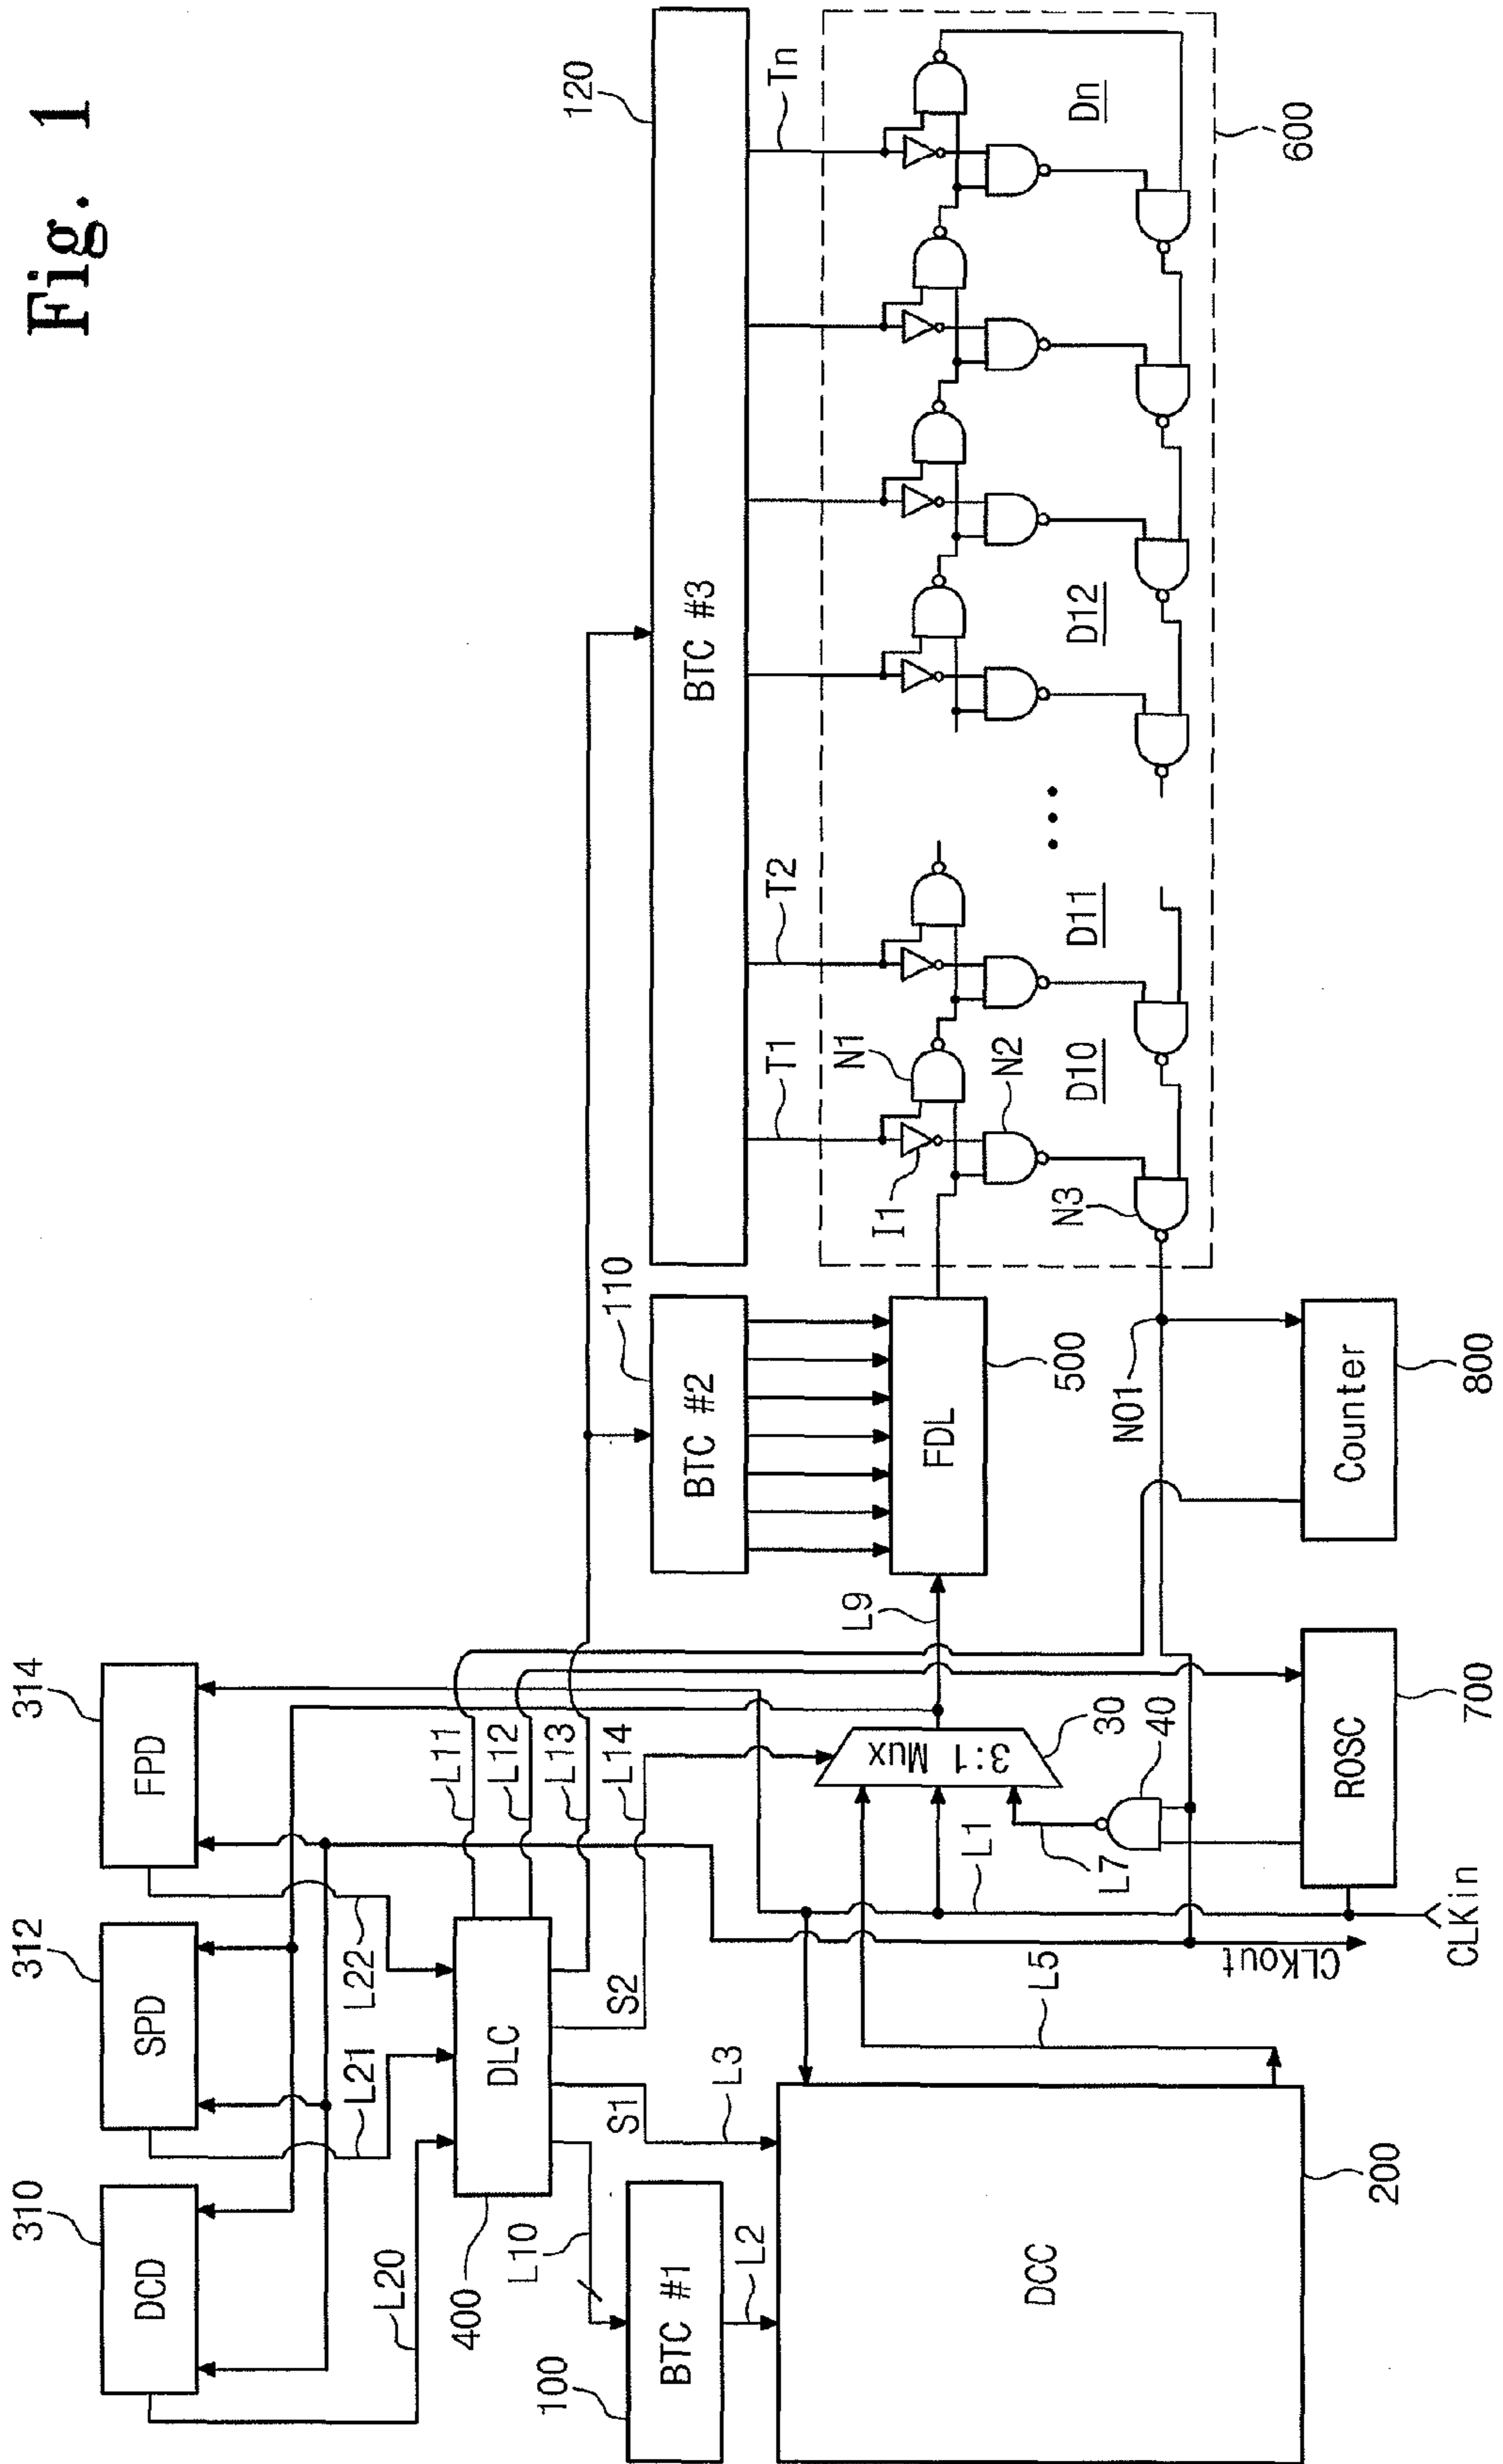 Fig. 1
310
DCD
312
SPD
314
FPD
L20
L21
L22
400
DLC
L10
S1
S2
L11
L12
L13
L14
100
BTC #1
L2
L3
BTC #2
110
BTC #3
120
T1
T2
Tn
DCC
200
L5
3:1 Mux
30
L9
FDL
500
L1
L7
40
I1
N1
N2
N3
D10
D11
D12
Dn
600
CLKout
CLKin
ROSC
700
NO1
Counter
800